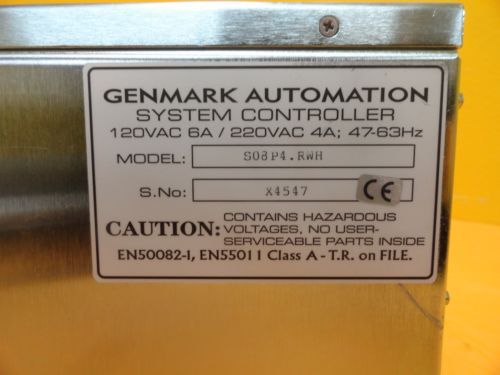 GENMARK AUTOMATION
SYSTEM CONTROLLER
120VAC 6A / 220VAC 4A; 47-63Hz
MODEL: S08P4.RWH
S.No: X4547 CE
CAUTION: CONTAINS HAZARDOUS
VOLTAGES, NO USER-
SERVICEABLE PARTS INSIDE
EN50082-1, EN55011 Class A - T.R. on FILE.